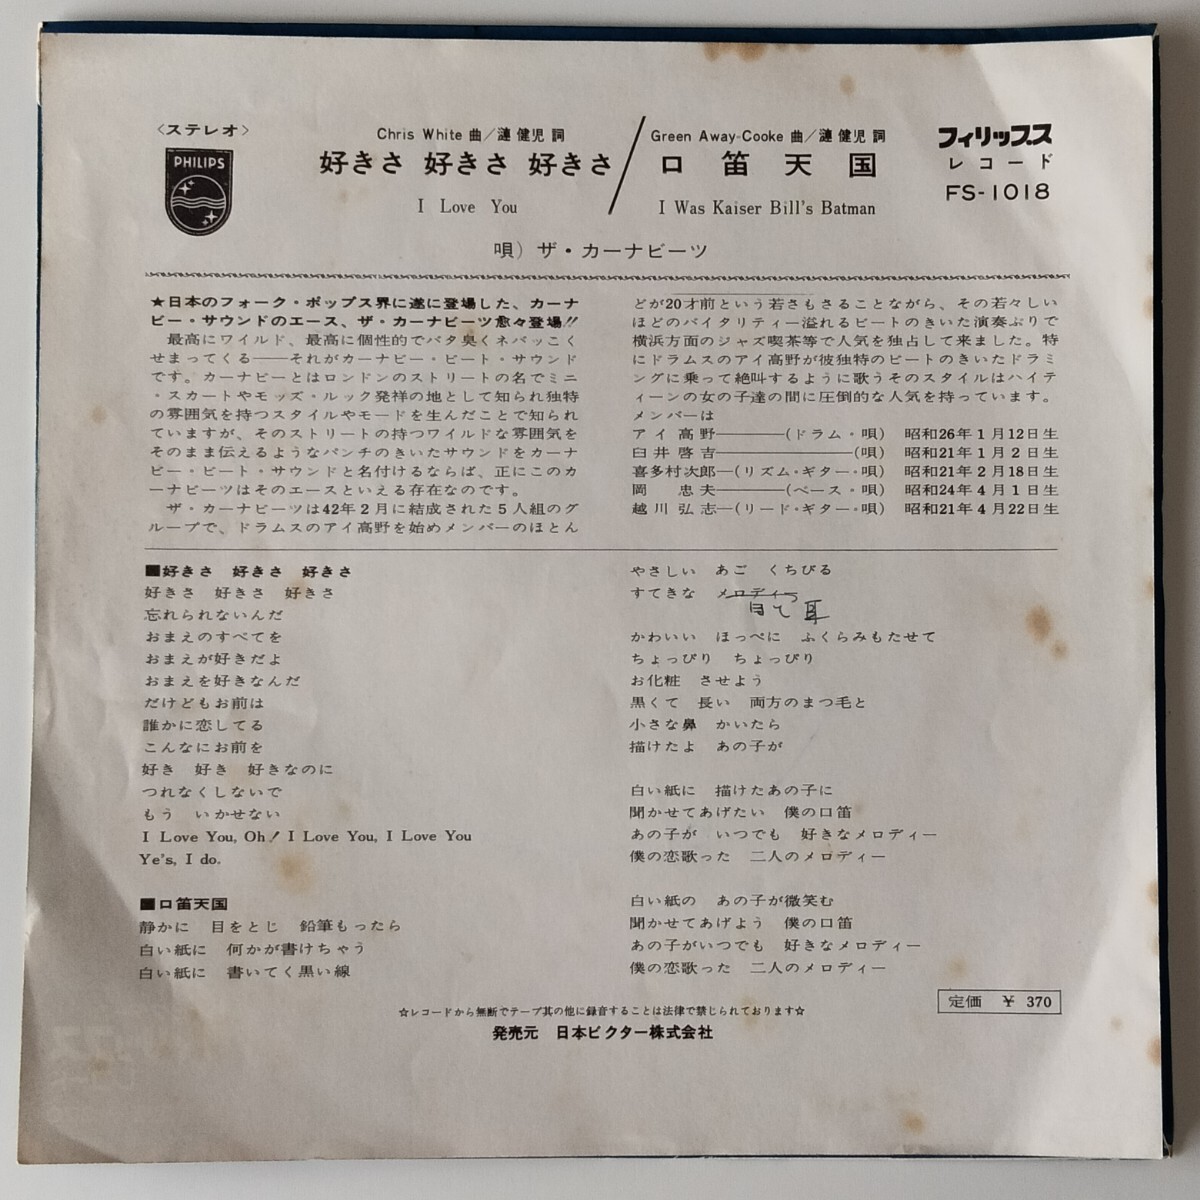 〈ステレオ〉
PHILIPS
Chris White 曲／漣 健児 詞
好きさ 好きさ 好きさ
I Love You
Green Away-Cooke 曲／漣 健児 詞
口笛天国
I Was Kaiser Bill's Batman
フィリップス
レコード
FS-1018
唄）ザ・カーナビーツ
★日本のフォーク・ポップス界に遂に登場した、カーナ
ビー・サウンドのエース、ザ・カーナビーツ愈々登場!!
最高にワイルド、最高に個性的でバタ臭くネバッこく
せまってくる――それがカーナビー・ビート・サウンド
です。カーナビーとはロンドンのストリートの名でミニ
・スカートやモッズ・ルック発祥の地として知られ独特
の雰囲気を持つスタイルやモードを生んだことで知られ
ていますが、そのストリートの持つワイルドな雰囲気を
そのまま伝えるようなパンチのきいたサウンドをカーナ
ビー・ビート・サウンドと名付けるならば、正にこのカ
ーナビーツはそのエースといえる存在なのです。
ザ・カーナビーツは42年２月に結成された５人組のグ
ループで、ドラムスのアイ高野を始めメンバーのほとん
どが20才前という若さもさることながら、その若々しい
ほどのバイタリティー溢れるビートのきいた演奏ぶりで
横浜方面のジャズ喫茶等で人気を独占して来ました。特
にドラムスのアイ高野が彼独特のビートのきいたドラミ
ングに乗って絶叫するように歌うそのスタイルはハイテ
ィーンの女の子達の間に圧倒的な人気を持っています。
メンバーは
アイ 高野――――(ドラム・唄) 昭和26年１月12日生
臼井啓吉――――――――(唄) 昭和21年１月２日生
喜多村次郎―(リズム・ギター・唄) 昭和21年２月18日生
岡 忠夫――――(ベース・唄) 昭和24年４月１日生
越川弘志―(リード・ギター・唄) 昭和21年４月22日生
■好きさ 好きさ 好きさ
好きさ 好きさ 好きさ
忘れられないんだ
おまえのすべてを
おまえが好きだよ
おまえを好きなんだ
だけどもお前は
誰かに恋してる
こんなにお前を
好き 好き 好きなのに
つれなくしないで
もう いかせない
I Love You, Oh! I Love You, I Love You
Ye's, I do.
■口笛天国
静かに 目をとじ 鉛筆もったら
白い紙に 何かが書けちゃう
白い紙に 書いてく黒い線
やさしい あご くちびる
すてきな メロディー
目と耳
かわいい ほっぺに ふくらみもたせて
ちょっぴり ちょっぴり
お化粧 させよう
黒くて 長い 両方のまつ毛と
小さな鼻 かいたら
描けたよ あの子が
白い紙に 描けたあの子に
聞かせてあげたい 僕の口笛
あの子が いつでも 好きなメロディー
僕の恋歌った 二人のメロディー
白い紙の あの子が微笑む
聞かせてあげよう 僕の口笛
あの子がいつでも 好きなメロディー
僕の恋歌った 二人のメロディー
定価 ￥370
☆レコードから無断でテープ其の他に録音することは法律で禁じられております☆
発売元 日本ビクター株式会社